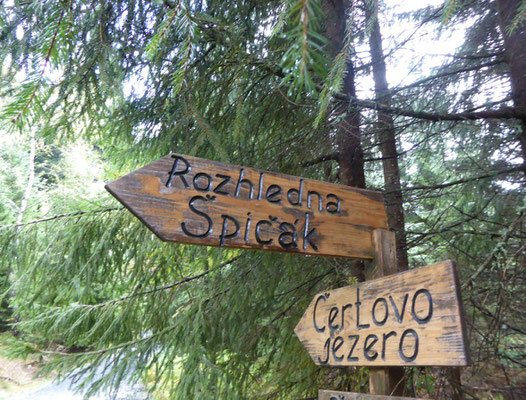 Rozhledna
Špičák
Čertovo
jezero